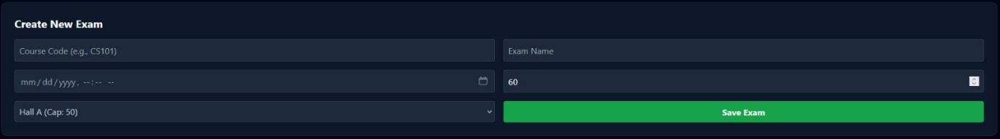 Create New Exam
Course Code (e.g., CS101)
Exam Name
mm/dd/yyyy, --:-- --
60
Hall A (Cap: 50)
Save Exam